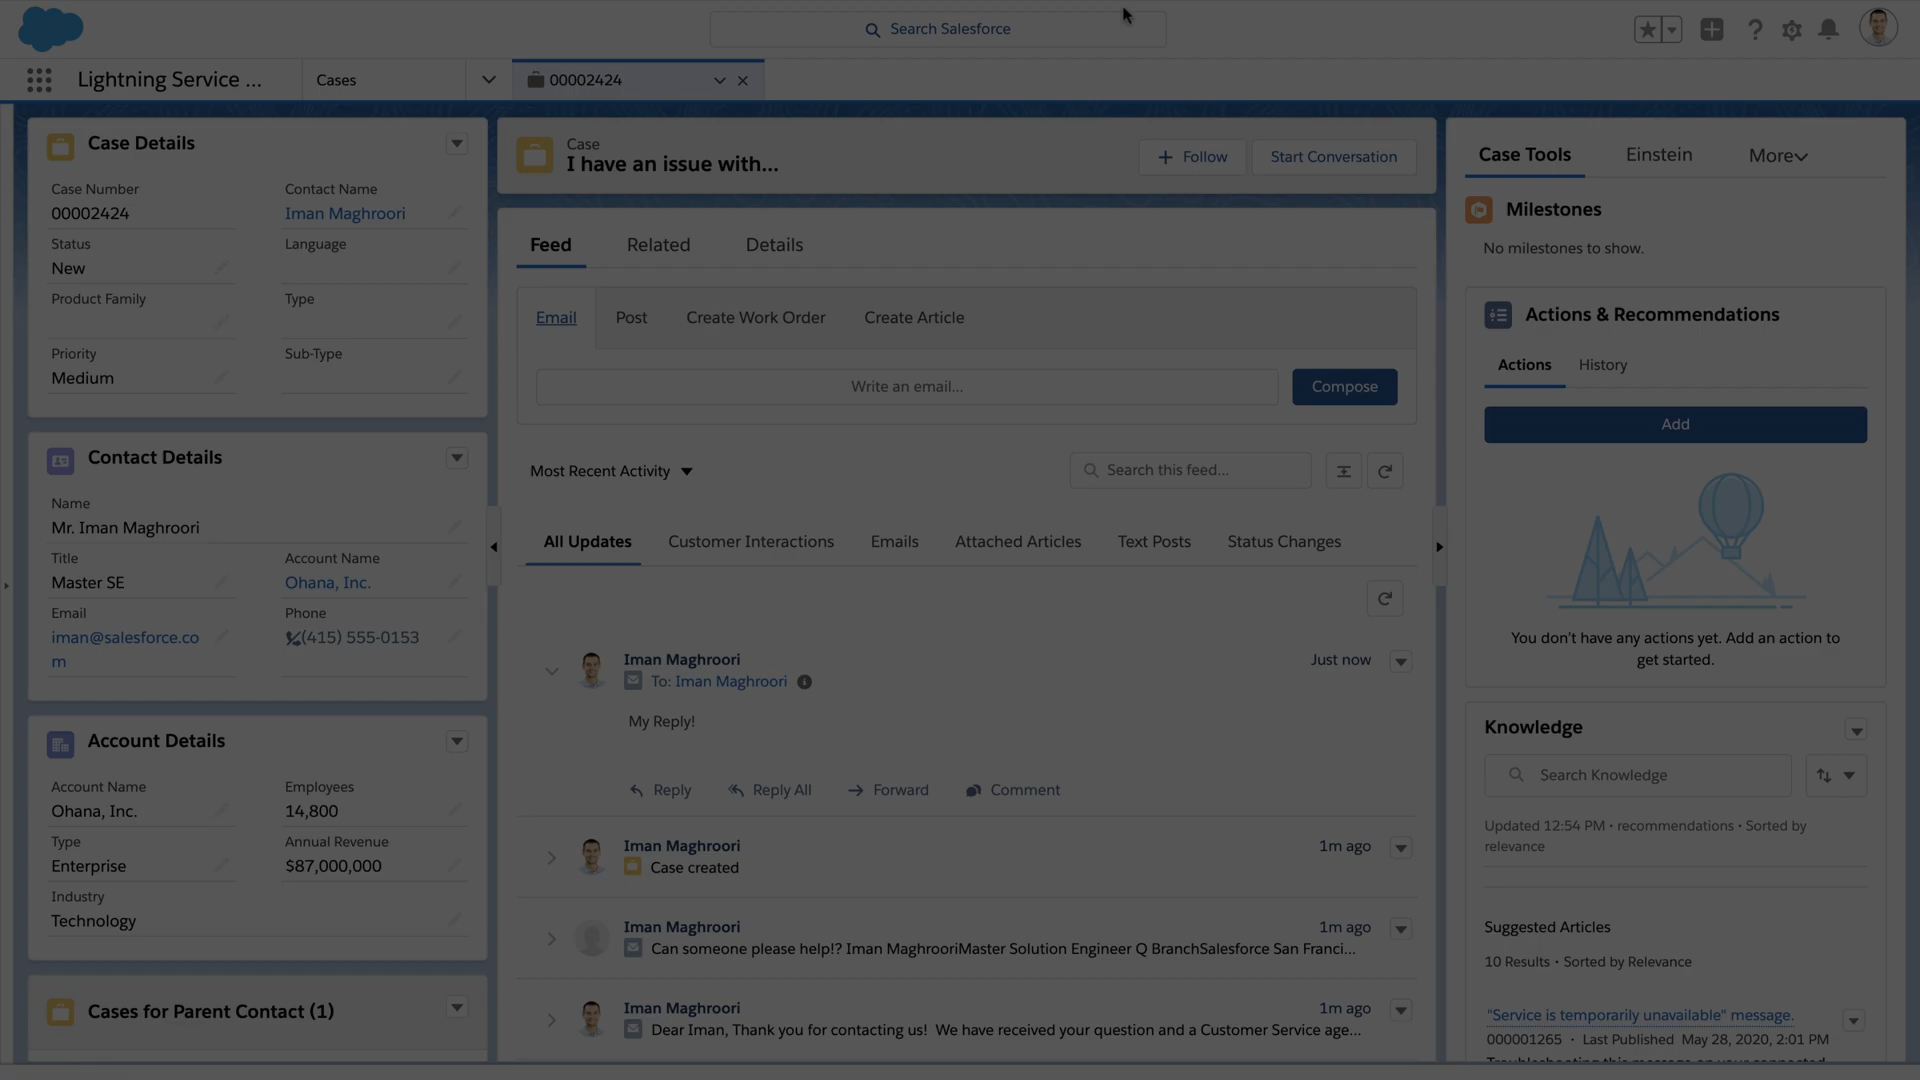 Search Salesforce
Lightning Service ...
Cases
00002424
Case Details
Case Number
Contact Name
00002424
Iman Maghroori
Status
Language
New
Product Family
Type
Priority
Sub-Type
Medium
Contact Details
Name
Mr. Iman Maghroori
Title
Account Name
Master SE
Ohana, Inc.
Email
Phone
iman@salesforce.co
m
(415) 555-0153
Account Details
Account Name
Employees
Ohana, Inc.
14,800
Type
Annual Revenue
Enterprise
$87,000,000
Industry
Technology
Cases for Parent Contact (1)
Case
I have an issue with...
Follow
Start Conversation
Feed
Related
Details
Email
Post
Create Work Order
Create Article
Write an email...
Compose
Most Recent Activity
Search this feed...
All Updates
Customer Interactions
Emails
Attached Articles
Text Posts
Status Changes
Iman Maghroori
Just now
To: Iman Maghroori
My Reply!
Reply
Reply All
Forward
Comment
Iman Maghroori
1m ago
Case created
Iman Maghroori
1m ago
Can someone please help!? Iman MaghrooriMaster Solution Engineer Q BranchSalesforce San Franci...
Iman Maghroori
1m ago
Dear Iman, Thank you for contacting us!  We have received your question and a Customer Service age...
Case Tools
Einstein
More
Milestones
No milestones to show.
Actions & Recommendations
Actions
History
Add
You don't have any actions yet. Add an action to
get started.
Knowledge
Search Knowledge
Updated 12:54 PM • recommendations • Sorted by
relevance
Suggested Articles
10 Results • Sorted by Relevance
"Service is temporarily unavailable" message.
000001265 • Last Published May 28, 2020, 2:01 PM